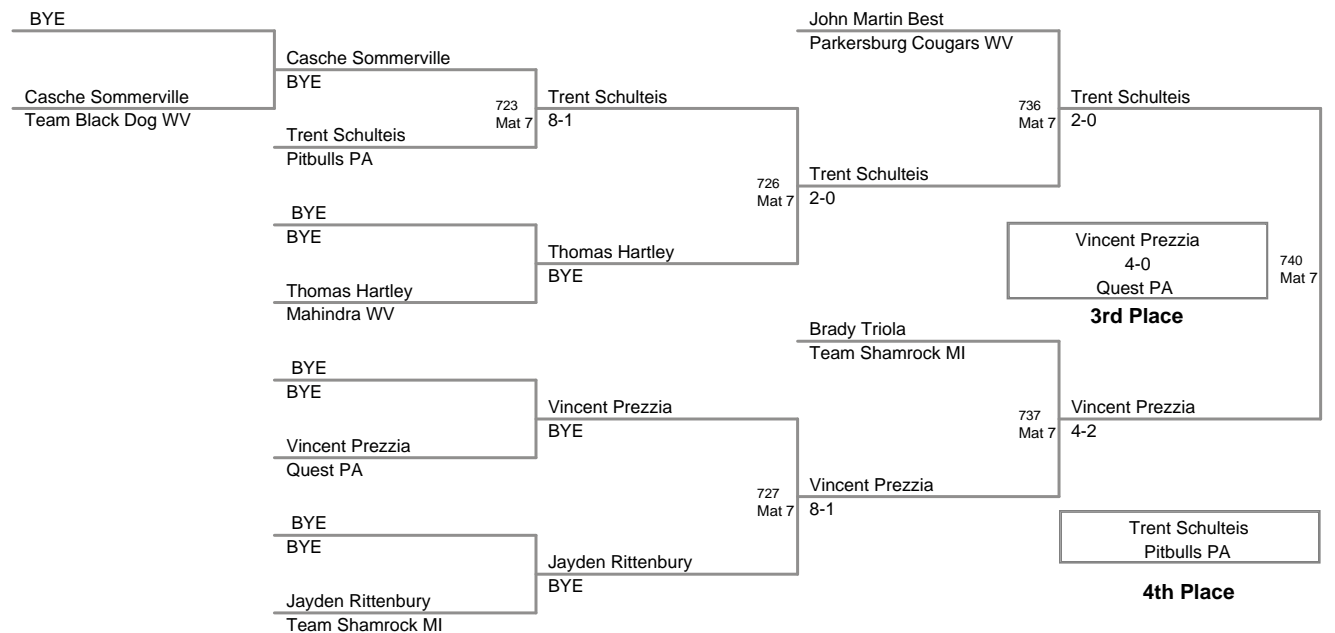 BYE
Casche Sommerville
Team Black Dog WV
Casche Sommerville
BYE
Trent Schulteis
Pitbulls PA
723
Mat 7
Trent Schulteis
8-1
BYE
BYE
Thomas Hartley
Mahindra WV
Thomas Hartley
BYE
726
Mat 7
Trent Schulteis
2-0
John Martin Best
Parkersburg Cougars WV
736
Mat 7
Trent Schulteis
2-0
BYE
BYE
Vincent Prezzia
Quest PA
Vincent Prezzia
BYE
BYE
BYE
Jayden Rittenbury
Team Shamrock MI
Jayden Rittenbury
BYE
727
Mat 7
Vincent Prezzia
8-1
Brady Triola
Team Shamrock MI
737
Mat 7
Vincent Prezzia
4-2
740
Mat 7
Vincent Prezzia
4-0
Quest PA
3rd Place
Trent Schulteis
Pitbulls PA
4th Place